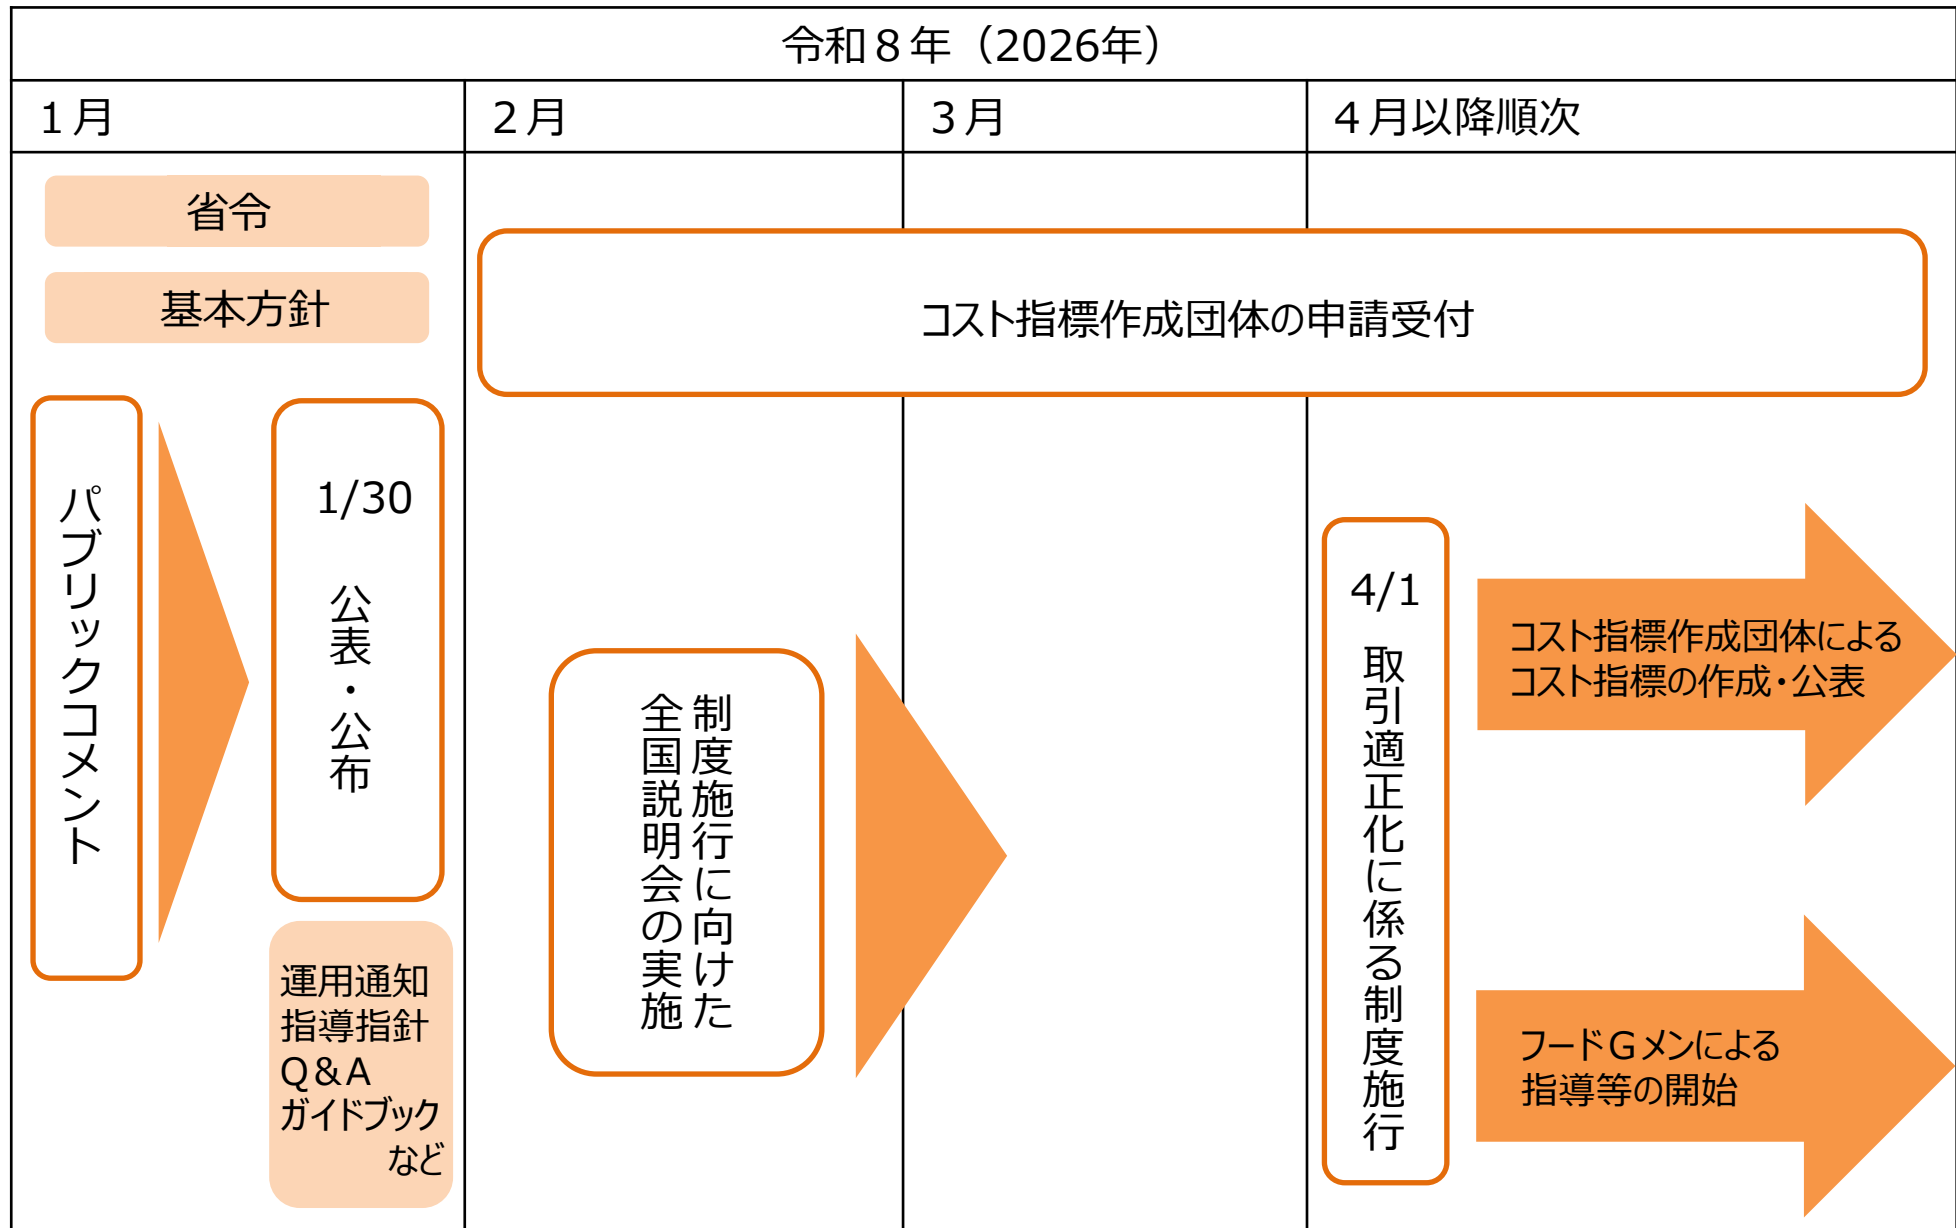 令和８年（2026年）
１月
２月
３月
４月以降順次
省令
基本方針
パブリックコメント
1/30
公表・公布
運用通知
指導指針
Q&A
ガイドブック
など
コスト指標作成団体の申請受付
制度施行に向けた
全国説明会の実施
4/1
取引適正化に係る制度施行
コスト指標作成団体による
コスト指標の作成・公表
フードＧメンによる
指導等の開始